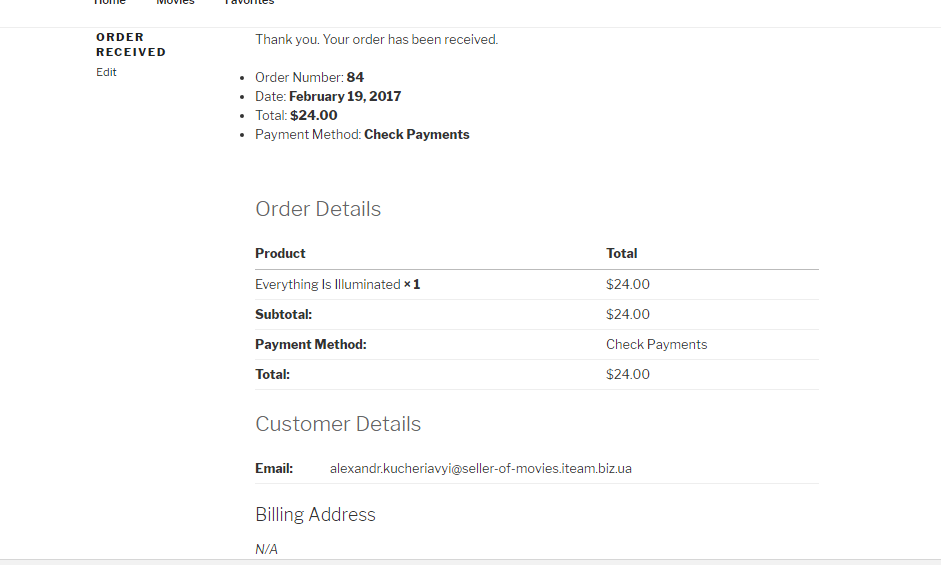 Home Movies Favorites
ORDER
RECEIVED
Edit
Thank you. Your order has been received.
Order Number: 84
Date: February 19, 2017
Total: $24.00
Payment Method: Check Payments
Order Details
Product Total
Everything Is Illuminated × 1 $24.00
Subtotal: $24.00
Payment Method: Check Payments
Total: $24.00
Customer Details
Email: alexandr.kucheriavyi@seller-of-movies.iteam.biz.ua
Billing Address
N/A